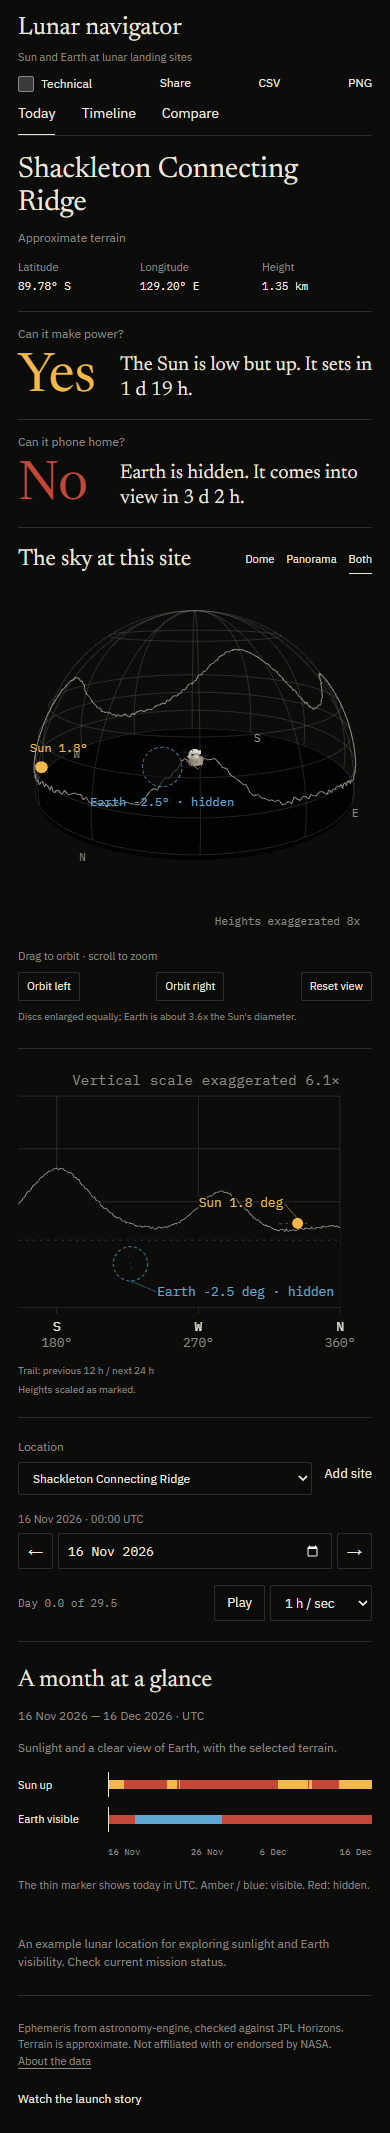 Lunar navigator
Sun and Earth at lunar landing sites
Technical Share CSV PNG
Today Timeline Compare
Shackleton Connecting
Ridge
Approximate terrain
Latitude Longitude Height
89.78° S 129.20° E 1.35 km
Can it make power?
Yes
The Sun is low but up. It sets in
1 d 19 h.
Can it phone home?
No
Earth is hidden. It comes into
view in 3 d 2 h.
The sky at this site
Dome Panorama Both
S
Sun 1.8°
W
Earth -2.5° · hidden
E
N
Heights exaggerated 8x
Drag to orbit · scroll to zoom
Orbit left Orbit right Reset view
Discs enlarged equally; Earth is about 3.6x the Sun's diameter.
Vertical scale exaggerated 6.1×
Sun 1.8 deg
Earth -2.5 deg · hidden
S W N
180° 270° 360°
Trail: previous 12 h / next 24 h
Heights scaled as marked.
Location
Shackleton Connecting Ridge Add site
16 Nov 2026 · 00:00 UTC
← 16 Nov 2026 →
Day 0.0 of 29.5 Play 1 h / sec
A month at a glance
16 Nov 2026 — 16 Dec 2026 · UTC
Sunlight and a clear view of Earth, with the selected terrain.
Sun up
Earth visible
16 Nov 26 Nov 6 Dec 16 Dec
The thin marker shows today in UTC. Amber / blue: visible. Red: hidden.
An example lunar location for exploring sunlight and Earth
visibility. Check current mission status.
Ephemeris from astronomy-engine, checked against JPL Horizons.
Terrain is approximate. Not affiliated with or endorsed by NASA.
About the data
Watch the launch story